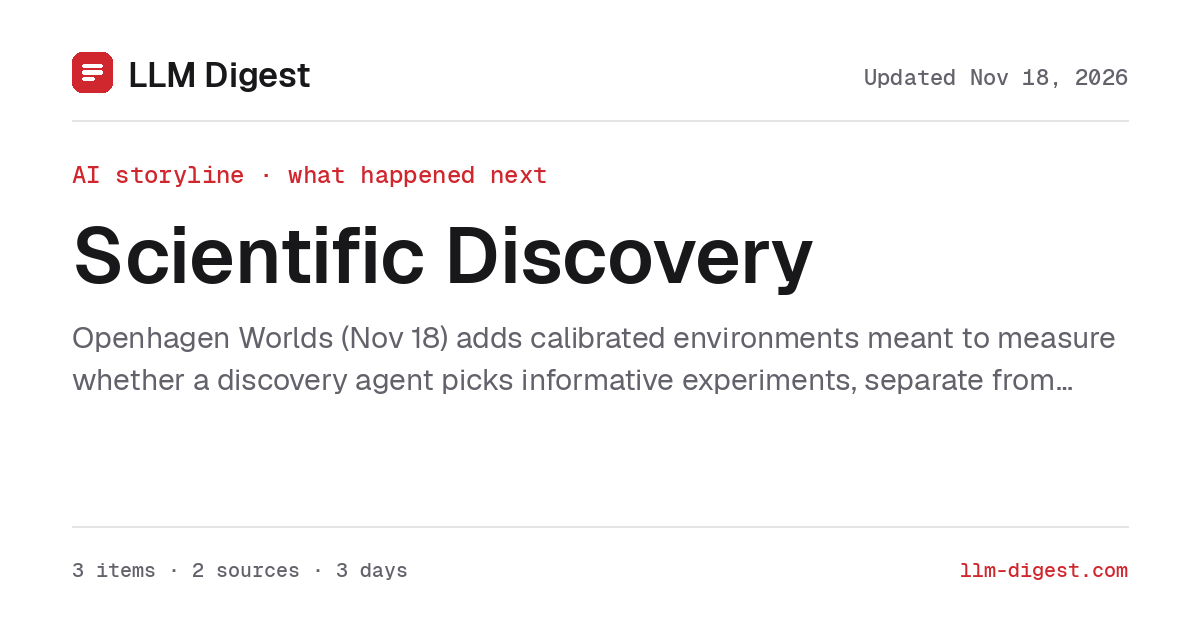 LLM Digest
Updated Nov 18, 2026
AI storyline · what happened next
Scientific Discovery
Openhagen Worlds (Nov 18) adds calibrated environments meant to measure
whether a discovery agent picks informative experiments, separate from…
3 items · 2 sources · 3 days
llm-digest.com